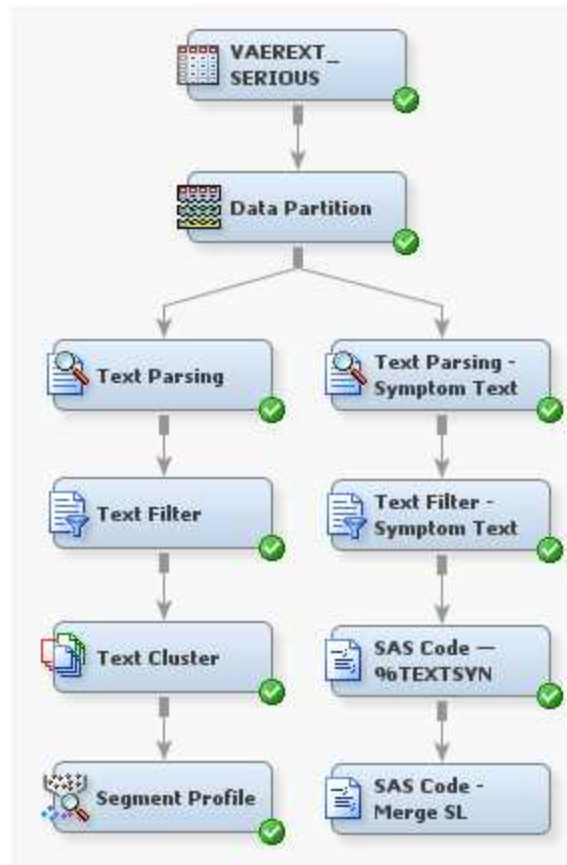 VAEREXT_
SERIOUS
Data Partition
Text Parsing
Text Parsing -
Symptom Text
Text Filter
Text Filter -
Symptom Text
Text Cluster
SAS Code —
%TEXTSYN
Segment Profile
SAS Code -
Merge SL